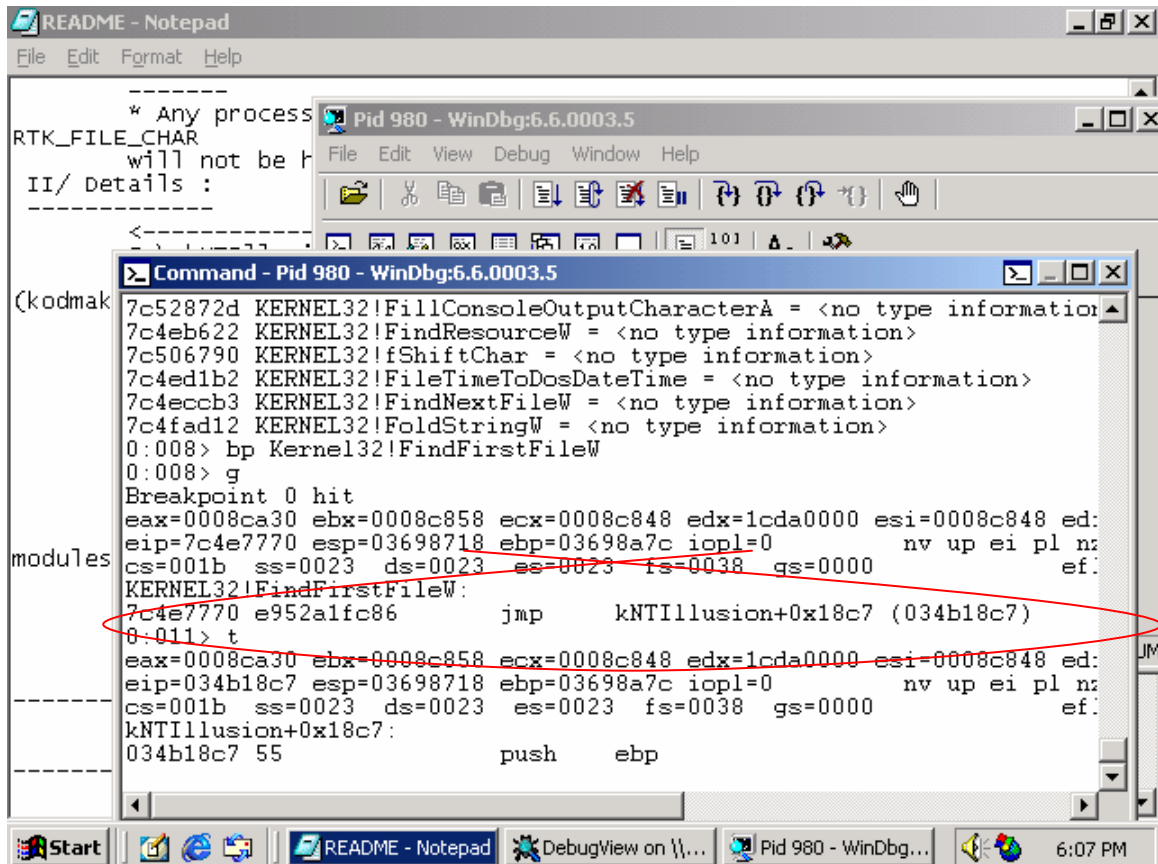 README - Notepad
File Edit Format Help
-------
* Any process
RTK_FILE_CHAR
will not be h
II/ Details :
-------------
<------------
(kodmak
modules
-------
-------
Pid 980 - WinDbg:6.6.0003.5
File Edit View Debug Window Help
101
A
Command - Pid 980 - WinDbg:6.6.0003.5
7c52872d KERNEL32!FillConsoleOutputCharacterA = <no type information
7c4eb622 KERNEL32!FindResourceW = <no type information>
7c506790 KERNEL32!fShiftChar = <no type information>
7c4ed1b2 KERNEL32!FileTimeToDosDateTime = <no type information>
7c4eccb3 KERNEL32!FindNextFileW = <no type information>
7c4fad12 KERNEL32!FoldStringW = <no type information>
0:008> bp Kernel32!FindFirstFileW
0:008> g
Breakpoint 0 hit
eax=0008ca30 ebx=0008c858 ecx=0008c848 edx=1cda0000 esi=0008c848 ed
eip=7c4e7770 esp=03698718 ebp=03698a7c iopl=0 nv up ei pl nz
cs=001b ss=0023 ds=0023 es=0023 fs=0038 gs=0000 ef
KERNEL32!FindFirstFileW:
7c4e7770 e952a1fc86 jmp kNTIllusion+0x18c7 (034b18c7)
0:011> t
eax=0008ca30 ebx=0008c858 ecx=0008c848 edx=1cda0000 esi=0008c848 ed
eip=034b18c7 esp=03698718 ebp=03698a7c iopl=0 nv up ei pl nz
cs=001b ss=0023 ds=0023 es=0023 fs=0038 gs=0000 ef
kNTIllusion+0x18c7:
034b18c7 55 push ebp
Start README - Notepad DebugView on \\... Pid 980 - WinDbg... 6:07 PM